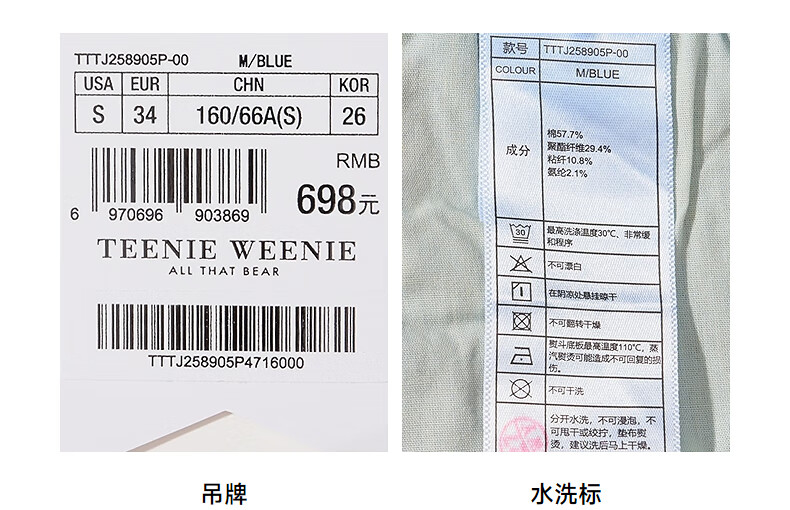 TTTJ258905P-00 M/BLUE
USA EUR CHN KOR
S 34 160/66A(S) 26
RMB
698元
6 970696 903869
TEENIE WEENIE
ALL THAT BEAR
TTTJ258905P4716000
吊牌
款号 TTTJ258905P-00
COLOUR M/BLUE
成分
棉57.7%
聚酯纤维29.4%
粘纤10.8%
氨纶2.1%
30
最高洗涤温度30℃、非常缓
和程序
不可漂白
在阴凉处悬挂晾干
不可翻转干燥
熨斗底板最高温度110℃，蒸
汽熨烫可能造成不可回复的损
伤。
不可干洗
分开水洗，不可浸泡，不
可甩干或绞拧，垫布熨
烫，建议洗后马上干燥。
水洗标